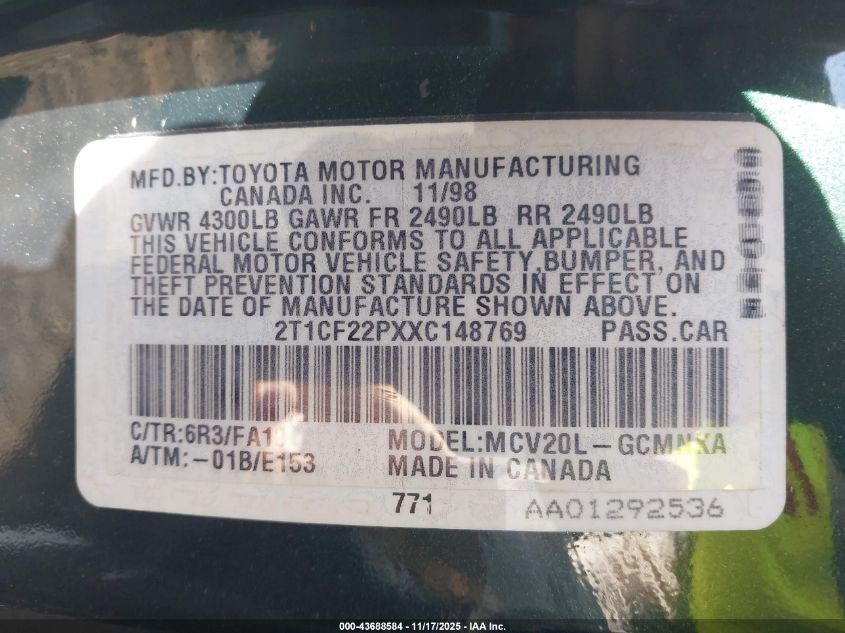 MFD.BY:TOYOTA MOTOR MANUFACTURING
CANADA INC. 11/98
GVWR 4300LB GAWR FR 2490LB RR 2490LB
THIS VEHICLE CONFORMS TO ALL APPLICABLE
FEDERAL MOTOR VEHICLE SAFETY,BUMPER, AND
THEFT PREVENTION STANDARDS IN EFFECT ON
THE DATE OF MANUFACTURE SHOWN ABOVE.
2T1CF22PXXC148769 PASS.CAR
C/TR:6R3/FA10
A/TM:-01B/E153
MODEL:MCV20L-GCMNKA
MADE IN CANADA
771
AA01292536
000-43688584 - 11/17/2025 - IAA Inc.